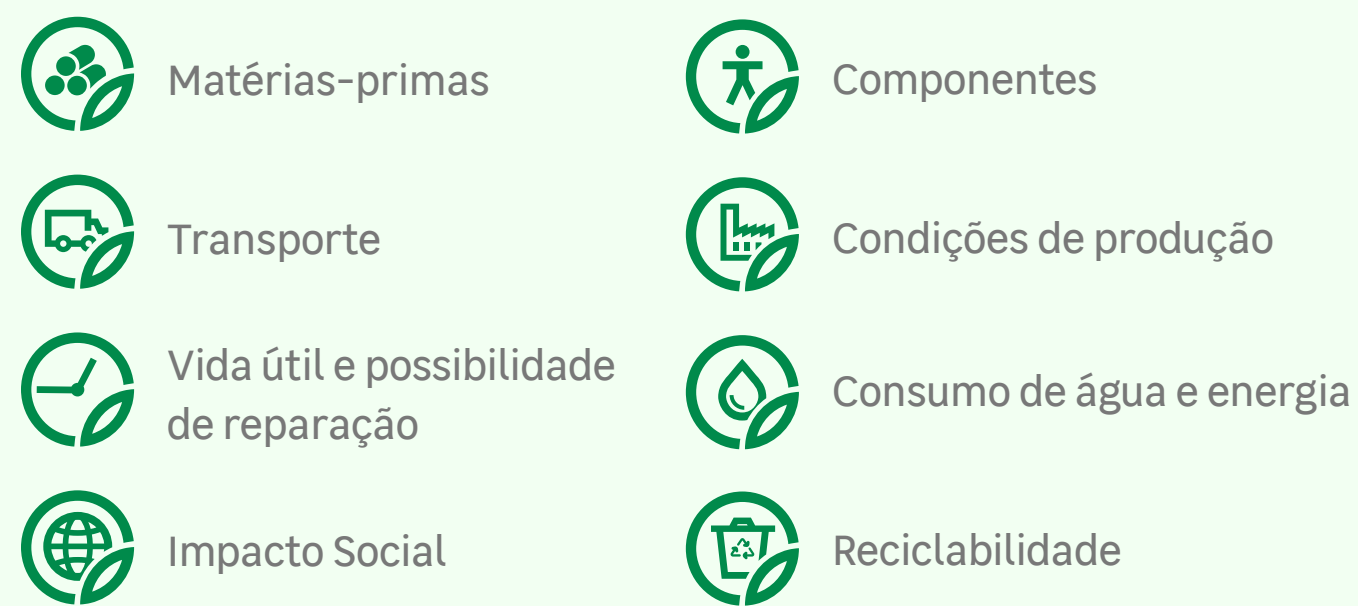 Matérias-primas
Componentes
Transporte
Condições de produção
Vida útil e possibilidade
de reparação
Consumo de água e energia
Impacto Social
Reciclabilidade